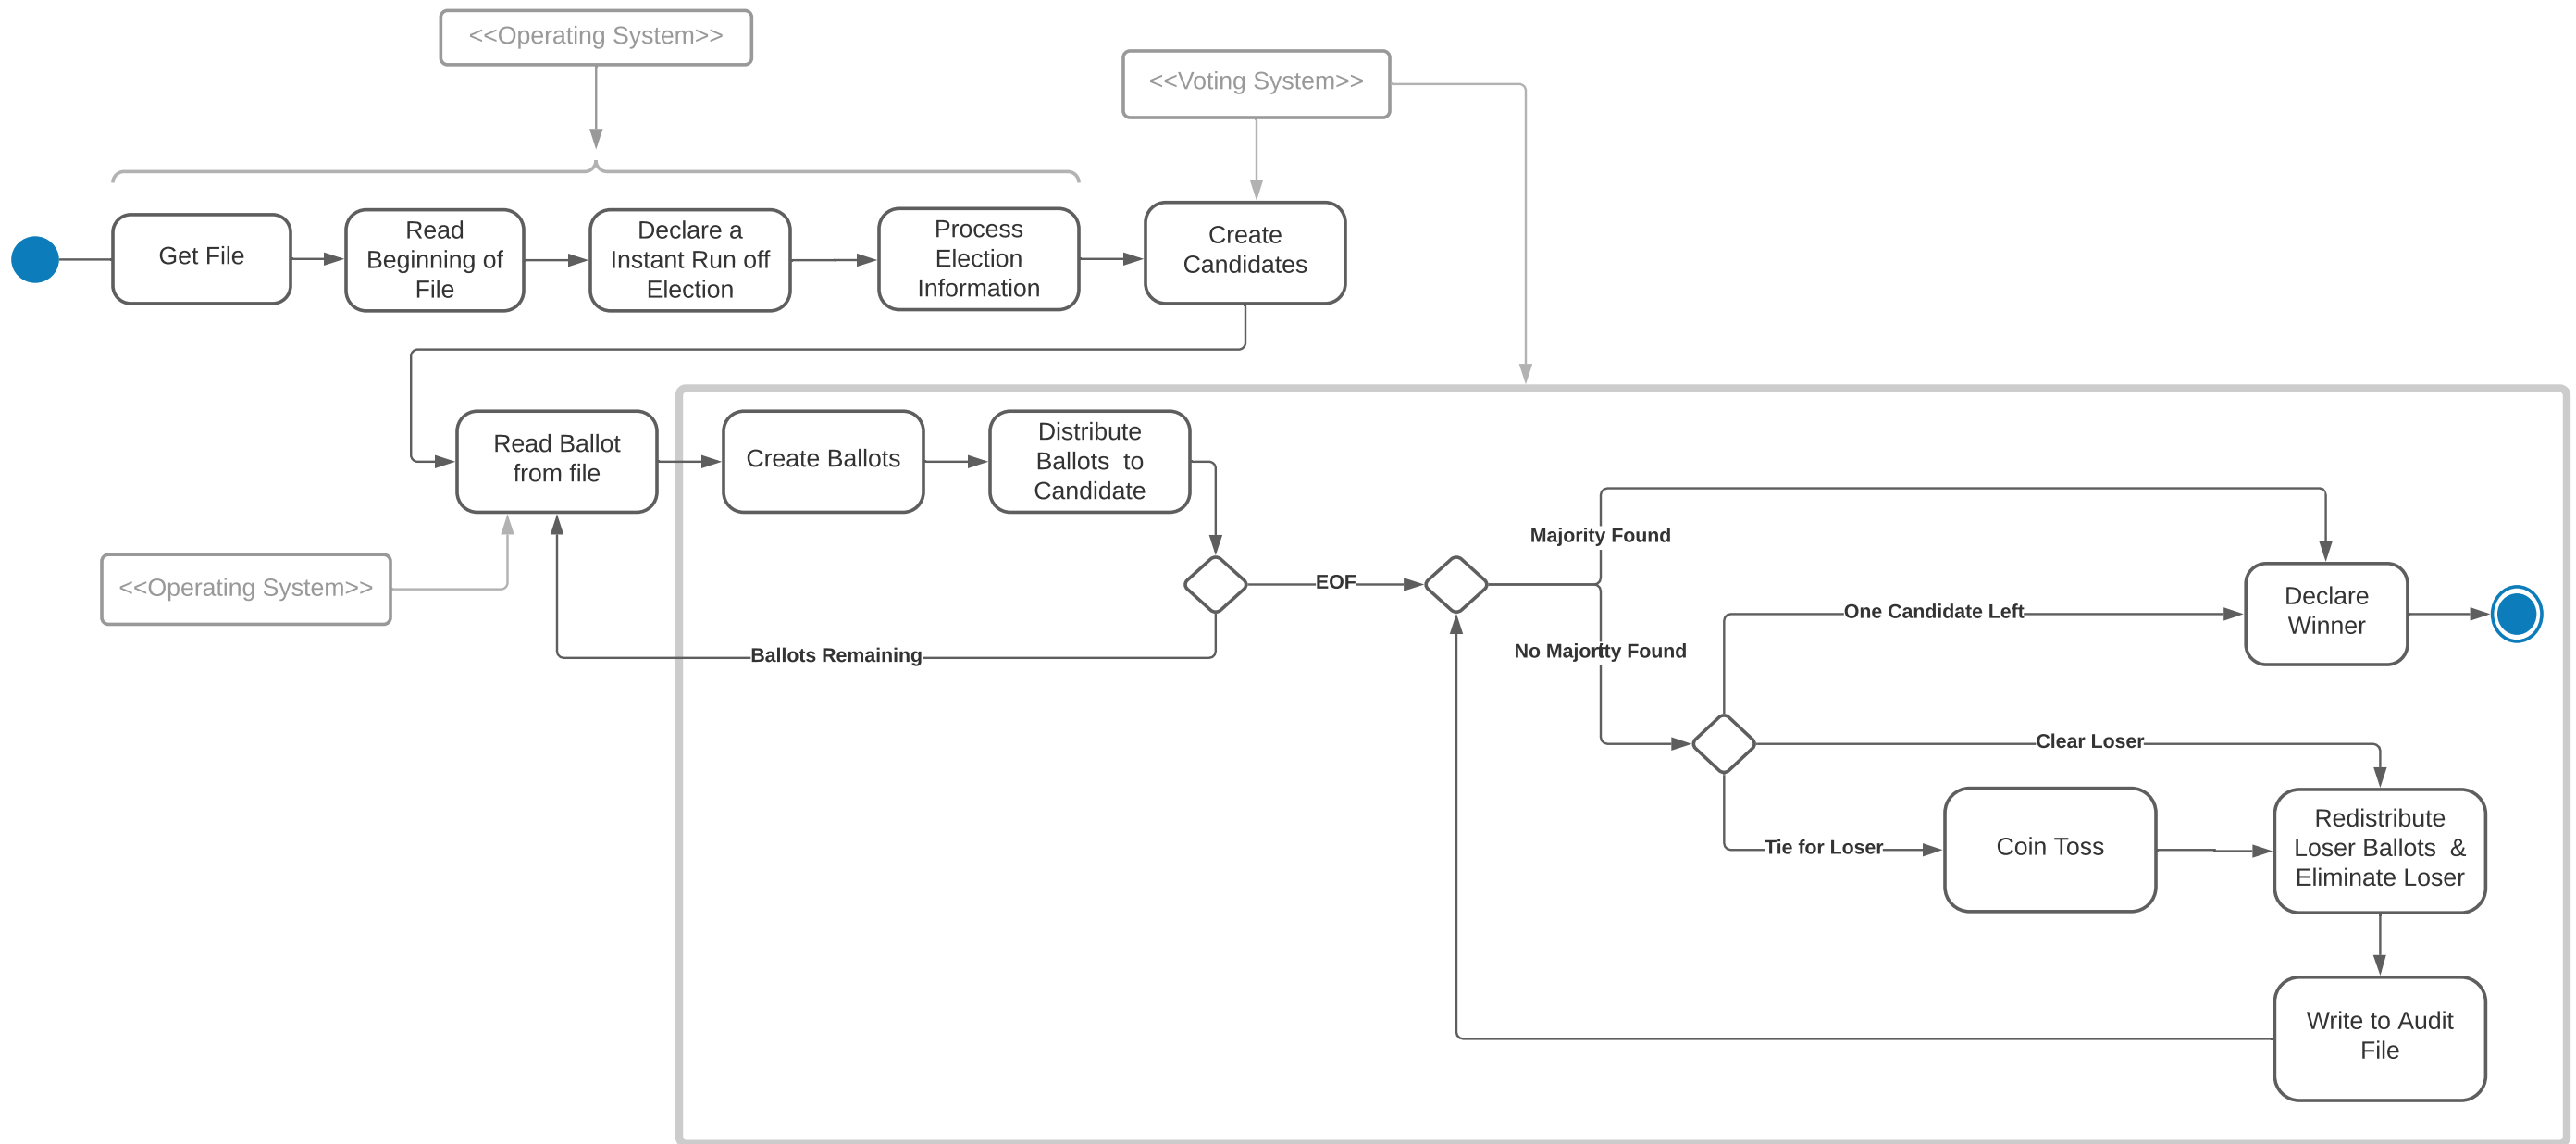 <<Operating System>>
<<Voting System>>
Get File
Read
Beginning of
File
Declare a
Instant Run off
Election
Process
Election
Information
Create
Candidates
Read Ballot
from file
Create Ballots
Distribute
Ballots to
Candidate
<<Operating System>>
Ballots Remaining
EOF
Majority Found
No Majority Found
One Candidate Left
Declare
Winner
Clear Loser
Tie for Loser
Coin Toss
Redistribute
Loser Ballots &
Eliminate Loser
Write to Audit
File